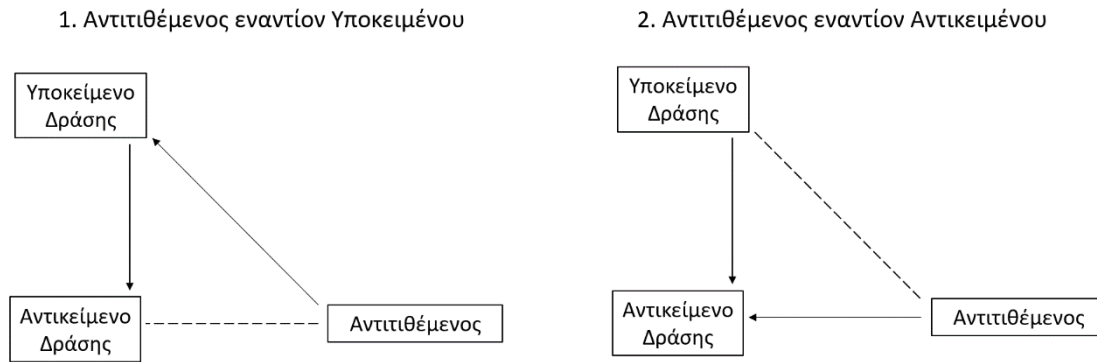 1. Αντιτιθέμενος εναντίον Υποκειμένου
Υποκείμενο
Δράσης
Αντικείμενο
Δράσης
Αντιτιθέμενος
2. Αντιτιθέμενος εναντίον Αντικειμένου
Υποκείμενο
Δράσης
Αντικείμενο
Δράσης
Αντιτιθέμενος